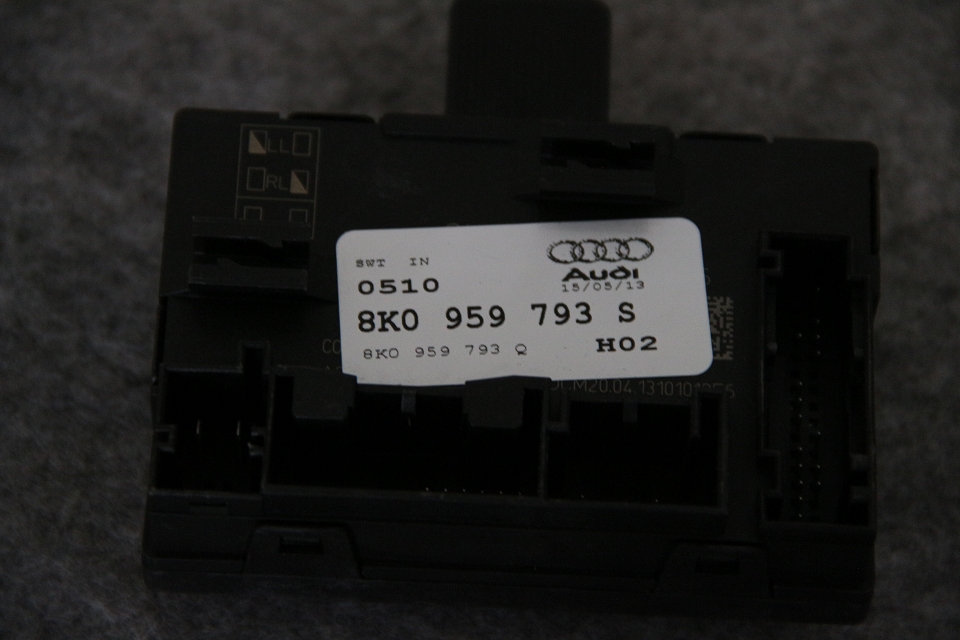 LL
RL
SWT IN
0510
Audi
15/05/13
8K0 959 793 S
8K0 959 793 Q
H02